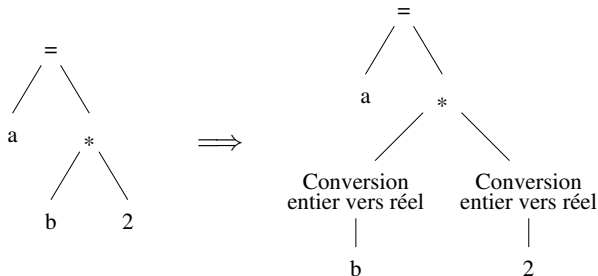 =
a
*
b
2
⟹
=
a
*
Conversion
entier vers réel
b
Conversion
entier vers réel
2